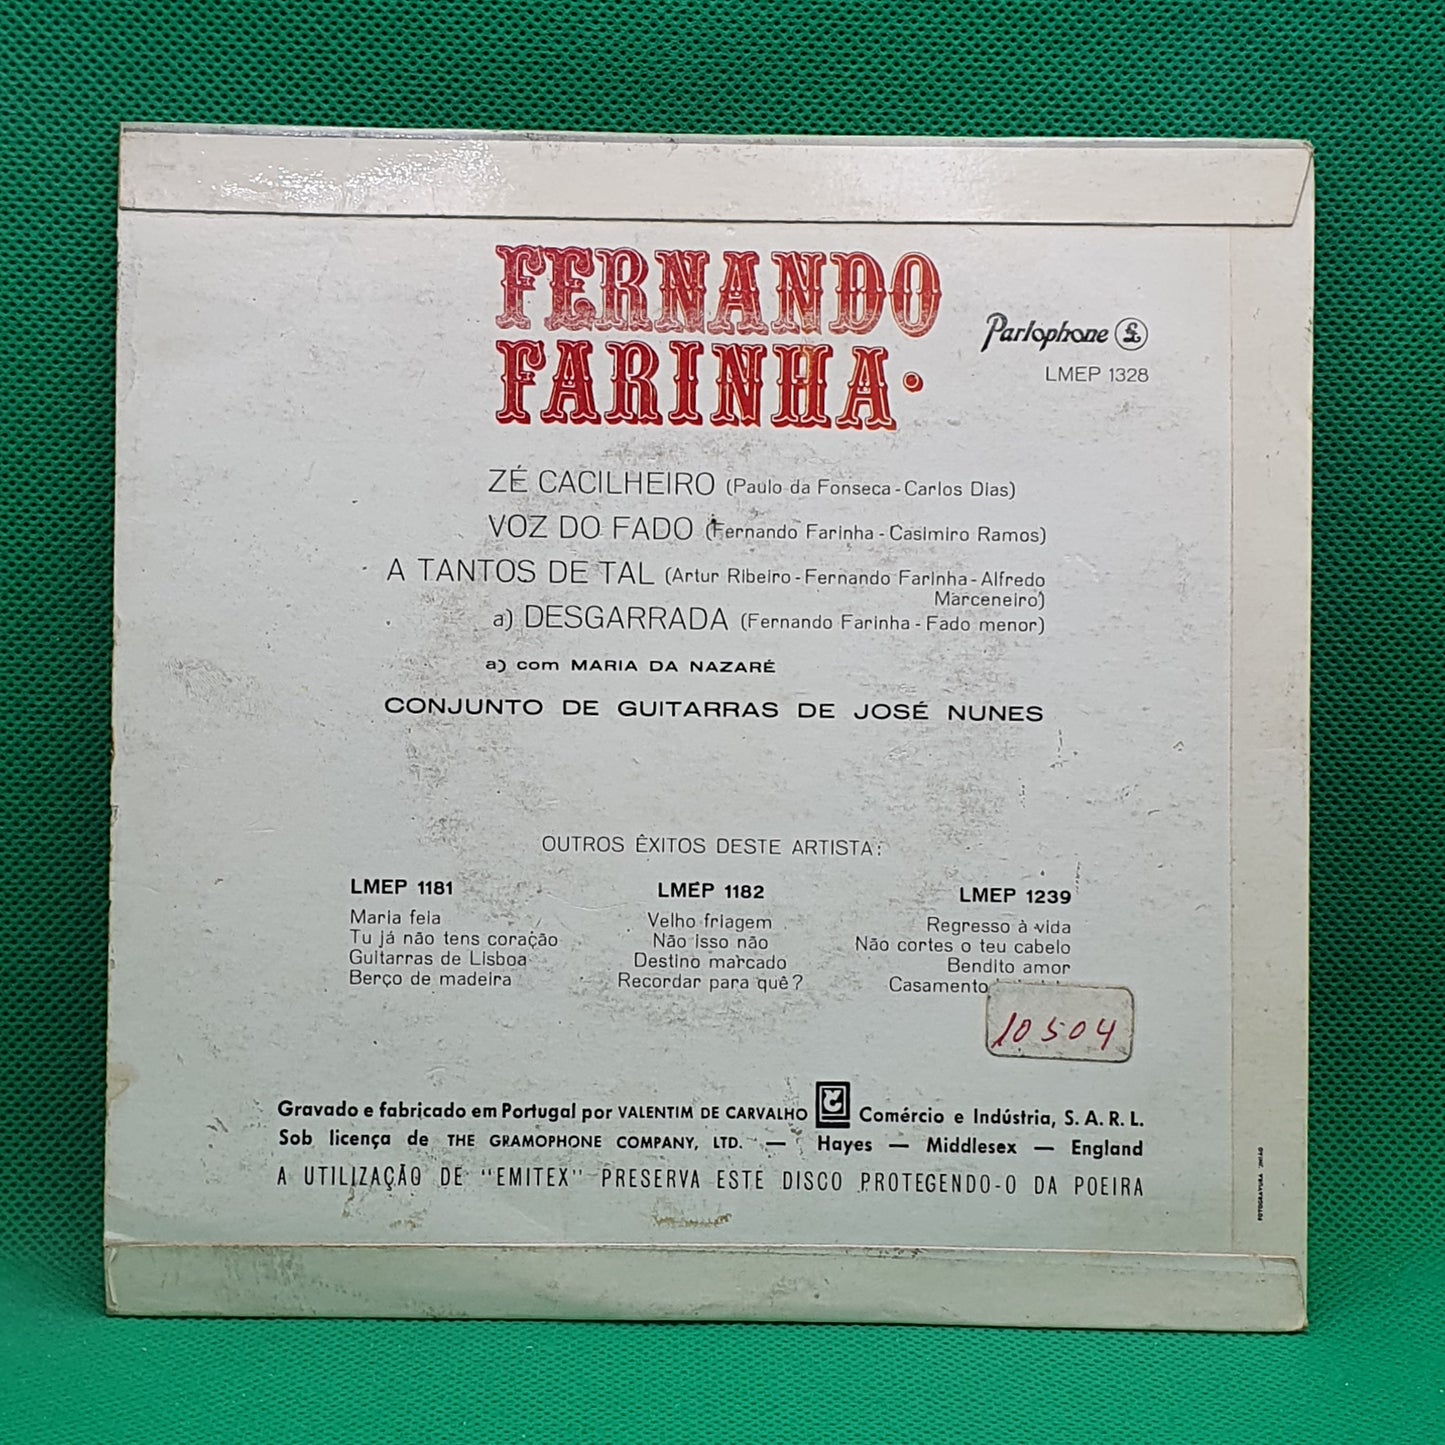 FERNANDO
FARINHA.
Parlophone £
LMEP 1328
ZÉ CACILHEIRO (Paulo da Fonseca - Carlos Dias)
VOZ DO FADO (Fernando Farinha - Casimiro Ramos)
A TANTOS DE TAL (Artur Ribeiro - Fernando Farinha - Alfredo
Marceneiro)
a) DESGARRADA (Fernando Farinha - Fado menor)
a) com MARIA DA NAZARÉ
CONJUNTO DE GUITARRAS DE JOSÉ NUNES
OUTROS ÊXITOS DESTE ARTISTA:
LMEP 1181
Maria feia
Tu já não tens coração
Guitarras de Lisboa
Berço de madeira
LMEP 1182
Velho friagem
Não isso não
Destino marcado
Recordar para quê?
LMEP 1239
Regresso à vida
Não cortes o teu cabelo
Bendito amor
Casamento
10504
Gravado e fabricado em Portugal por VALENTIM DE CARVALHO Comércio e Indústria, S. A. R. L.
Sob licença de THE GRAMOPHONE COMPANY, LTD. — Hayes — Middlesex — England
A UTILIZAÇÃO DE "EMITEX" PRESERVA ESTE DISCO PROTEGENDO-O DA POEIRA
FOTOGRAVURA UNIÃO